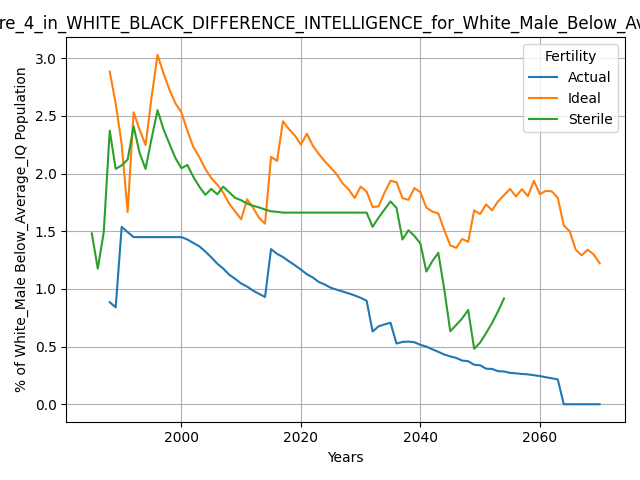 re_4_in_WHITE_BLACK_DIFFERENCE_INTELLIGENCE_for_White_Male_Below_Av
% of White_Male Below_Average_IQ Population
3.0
2.5
2.0
1.5
1.0
0.5
0.0
Fertility
Actual
Ideal
Sterile
2000
2020
2040
2060
Years